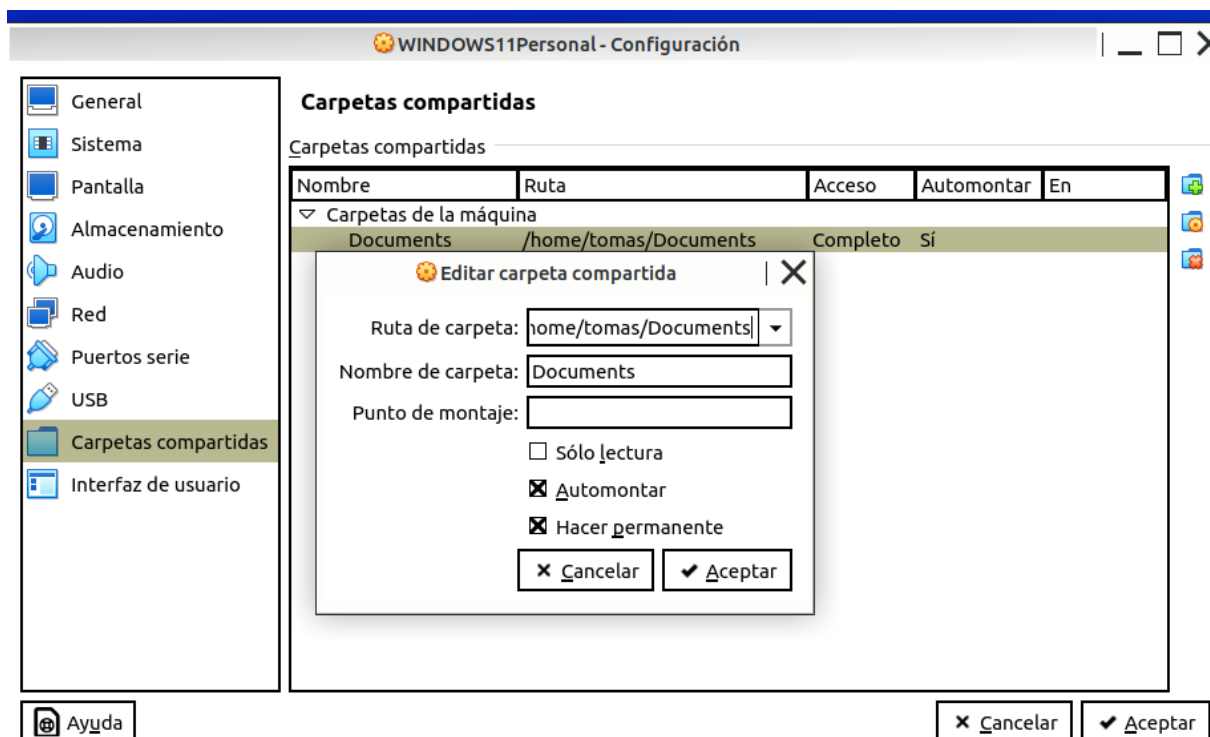 WINDOWS11Personal - Configuración
General
Sistema
Pantalla
Almacenamiento
Audio
Red
Puertos serie
USB
Carpetas compartidas
Interfaz de usuario
Carpetas compartidas
Carpetas compartidas
Nombre Ruta Acceso Automontar En
Carpetas de la máquina
Documents /home/tomas/Documents Completo Sí
Editar carpeta compartida
Ruta de carpeta: home/tomas/Documents
Nombre de carpeta: Documents
Punto de montaje:
Sólo lectura
Automontar
Hacer permanente
Cancelar Aceptar
Ayuda Cancelar Aceptar